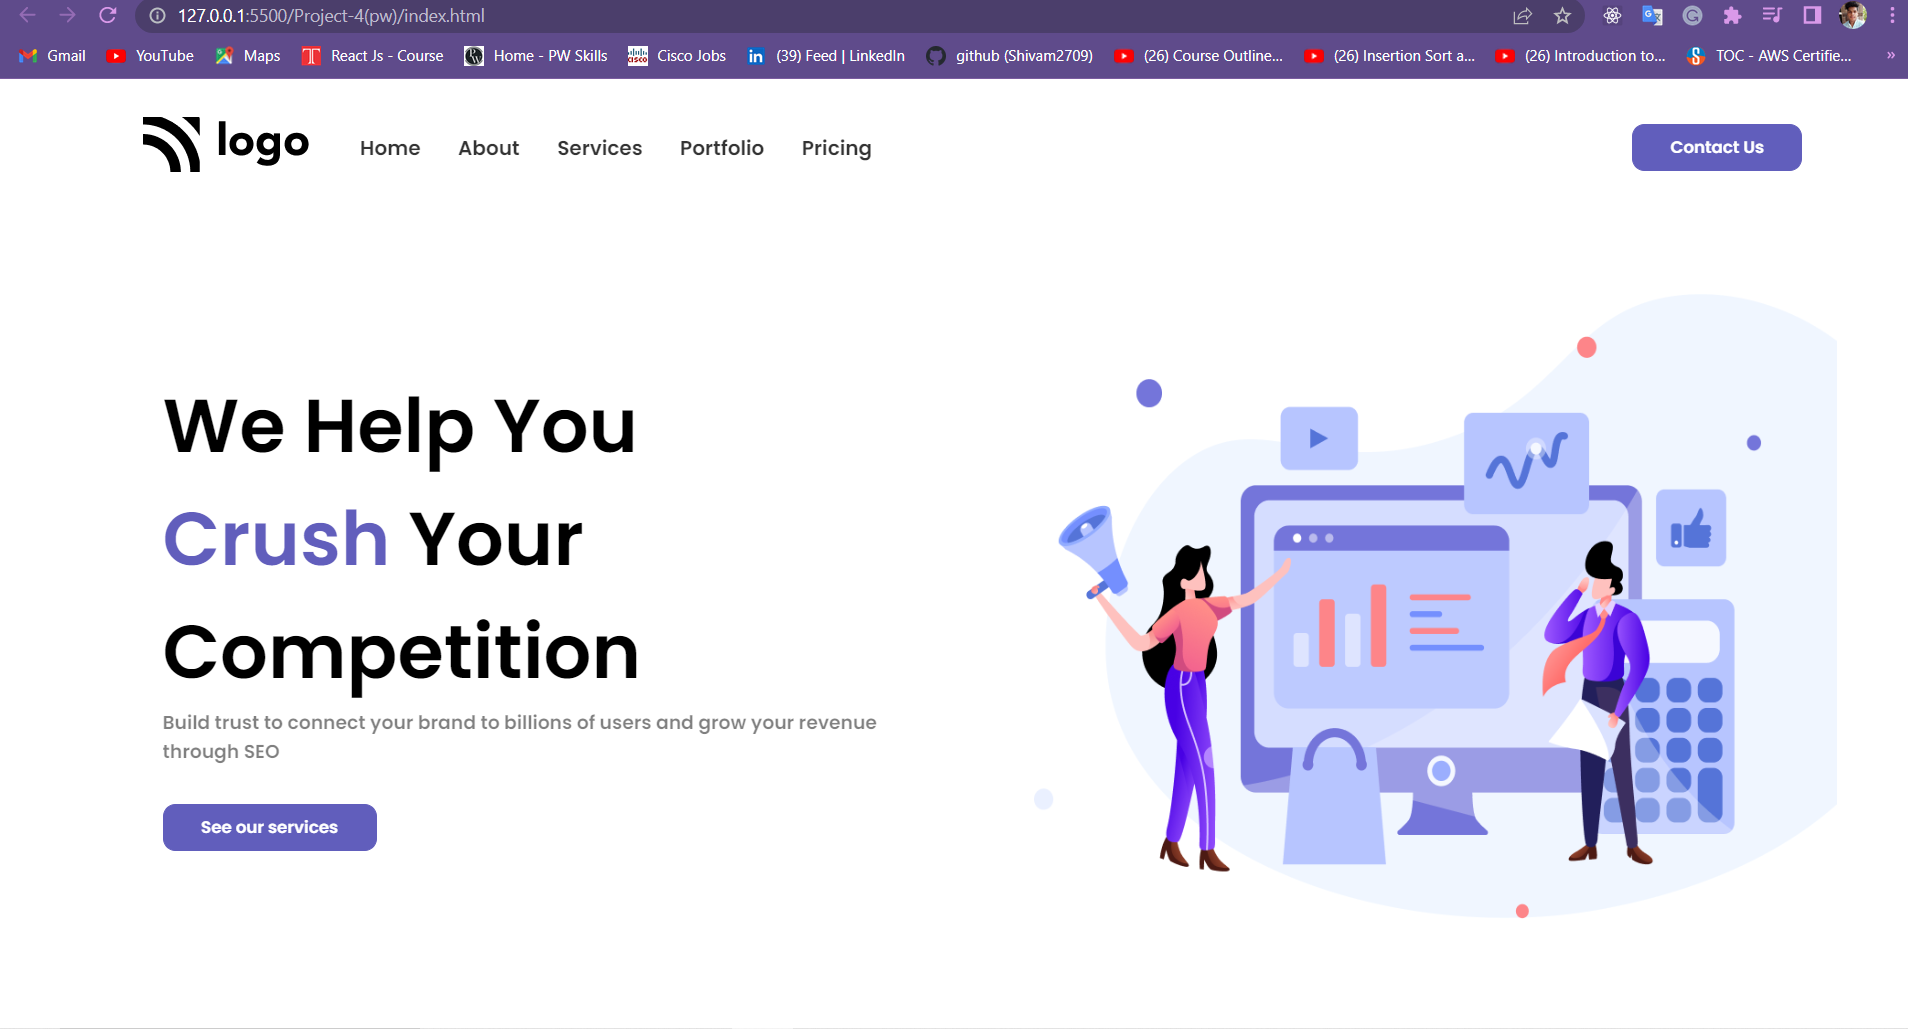 127.0.0.1:5500/Project-4(pw)/index.html
Gmail YouTube Maps React Js - Course Home - PW Skills Cisco Jobs (39) Feed | LinkedIn github (Shivam2709) (26) Course Outline... (26) Insertion Sort a... (26) Introduction to... TOC - AWS Certifie... »
logo Home About Services Portfolio Pricing Contact Us
We Help You
Crush Your
Competition
Build trust to connect your brand to billions of users and grow your revenue
through SEO
See our services